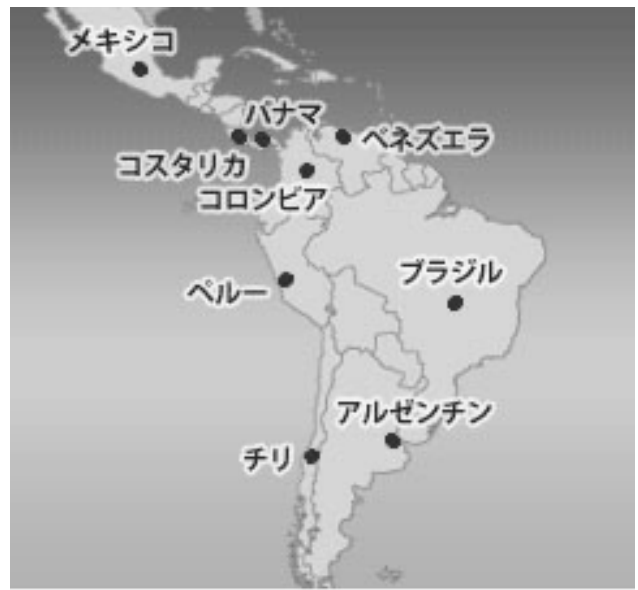 メキシコ
パナマ
ベネズエラ
コスタリカ
コロンビア
ペルー
ブラジル
アルゼンチン
チリ